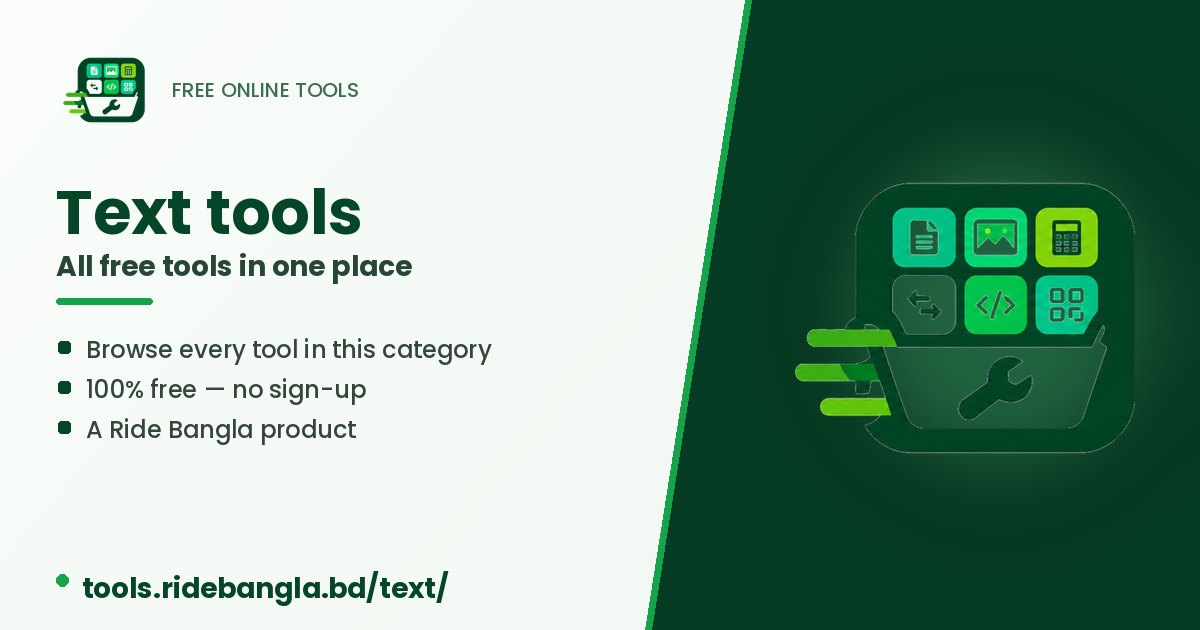 FREE ONLINE TOOLS
Text tools
All free tools in one place
Browse every tool in this category
100% free — no sign-up
A Ride Bangla product
tools.ridebangla.bd/text/